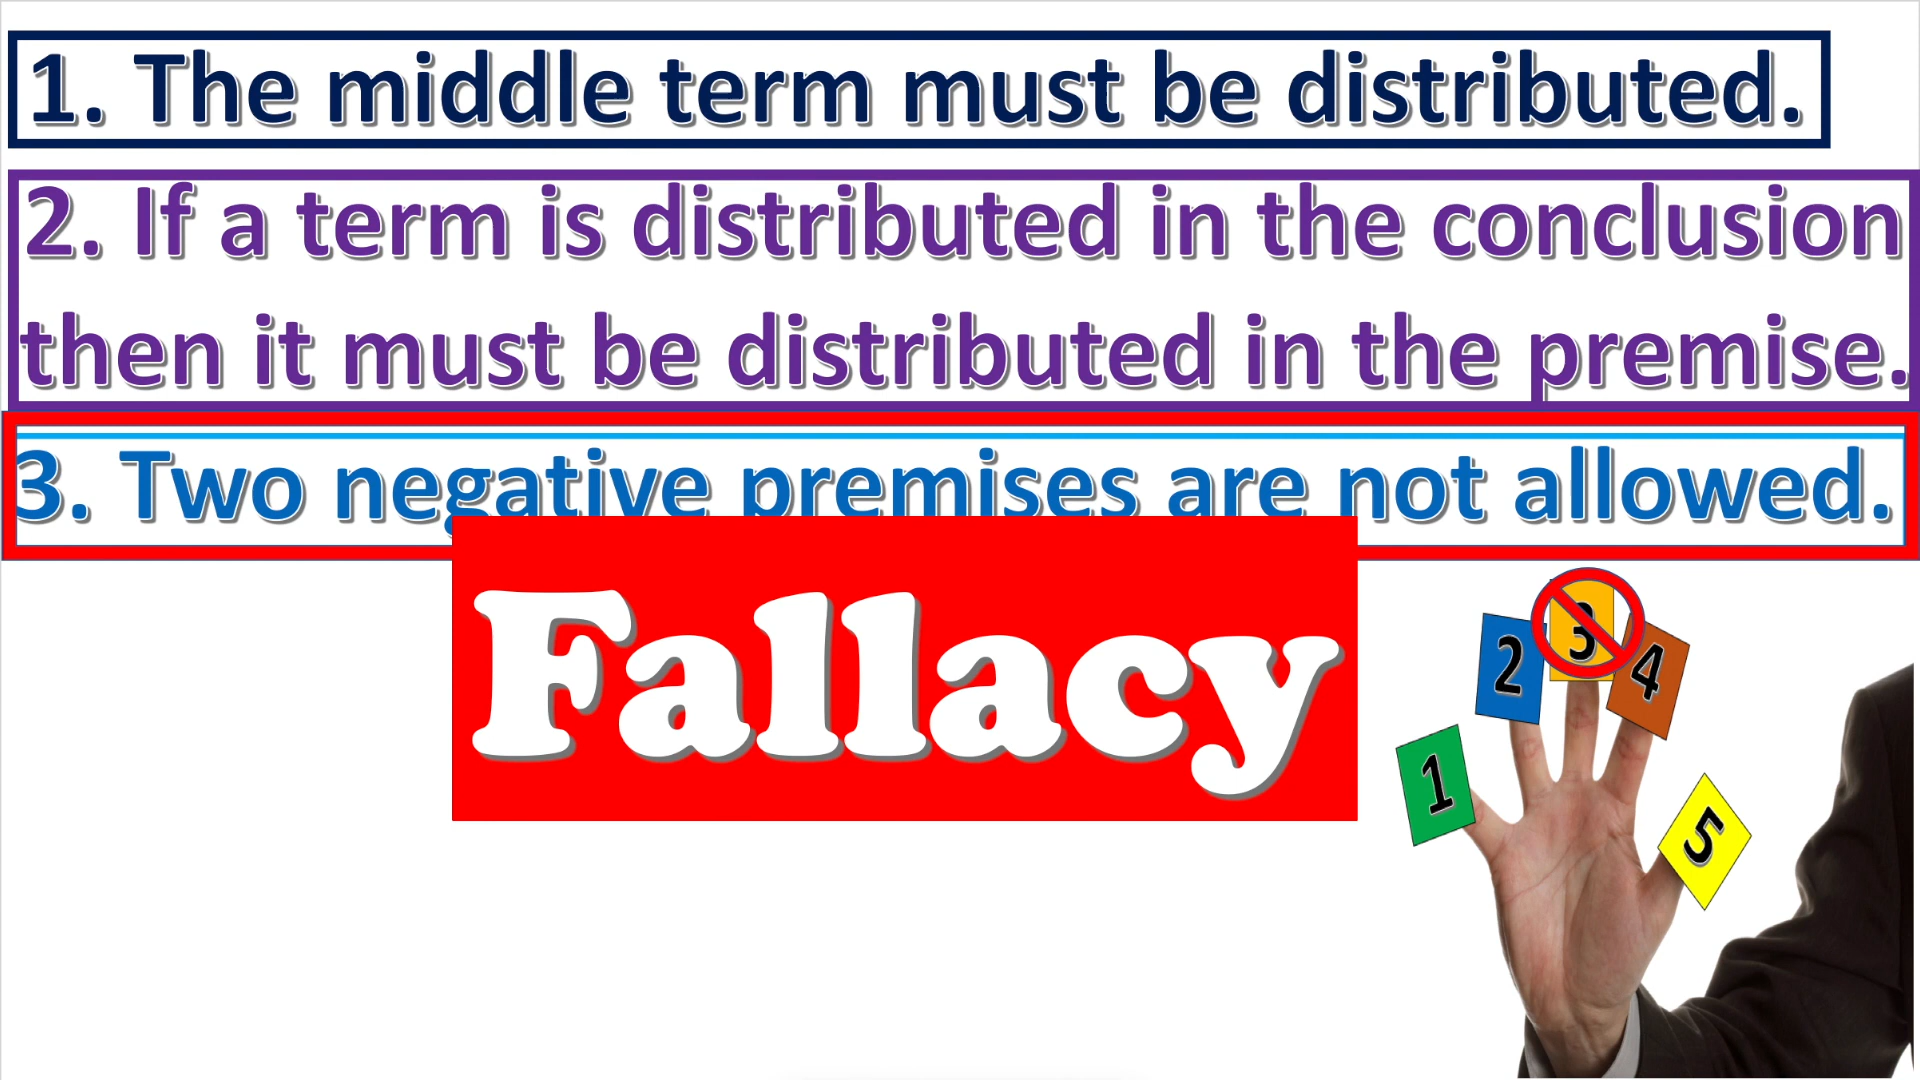 1. The middle term must be distributed.
2. If a term is distributed in the conclusion
then it must be distributed in the premise.
3. Two negative premises are not allowed.
Fallacy
3
2
4
1
5